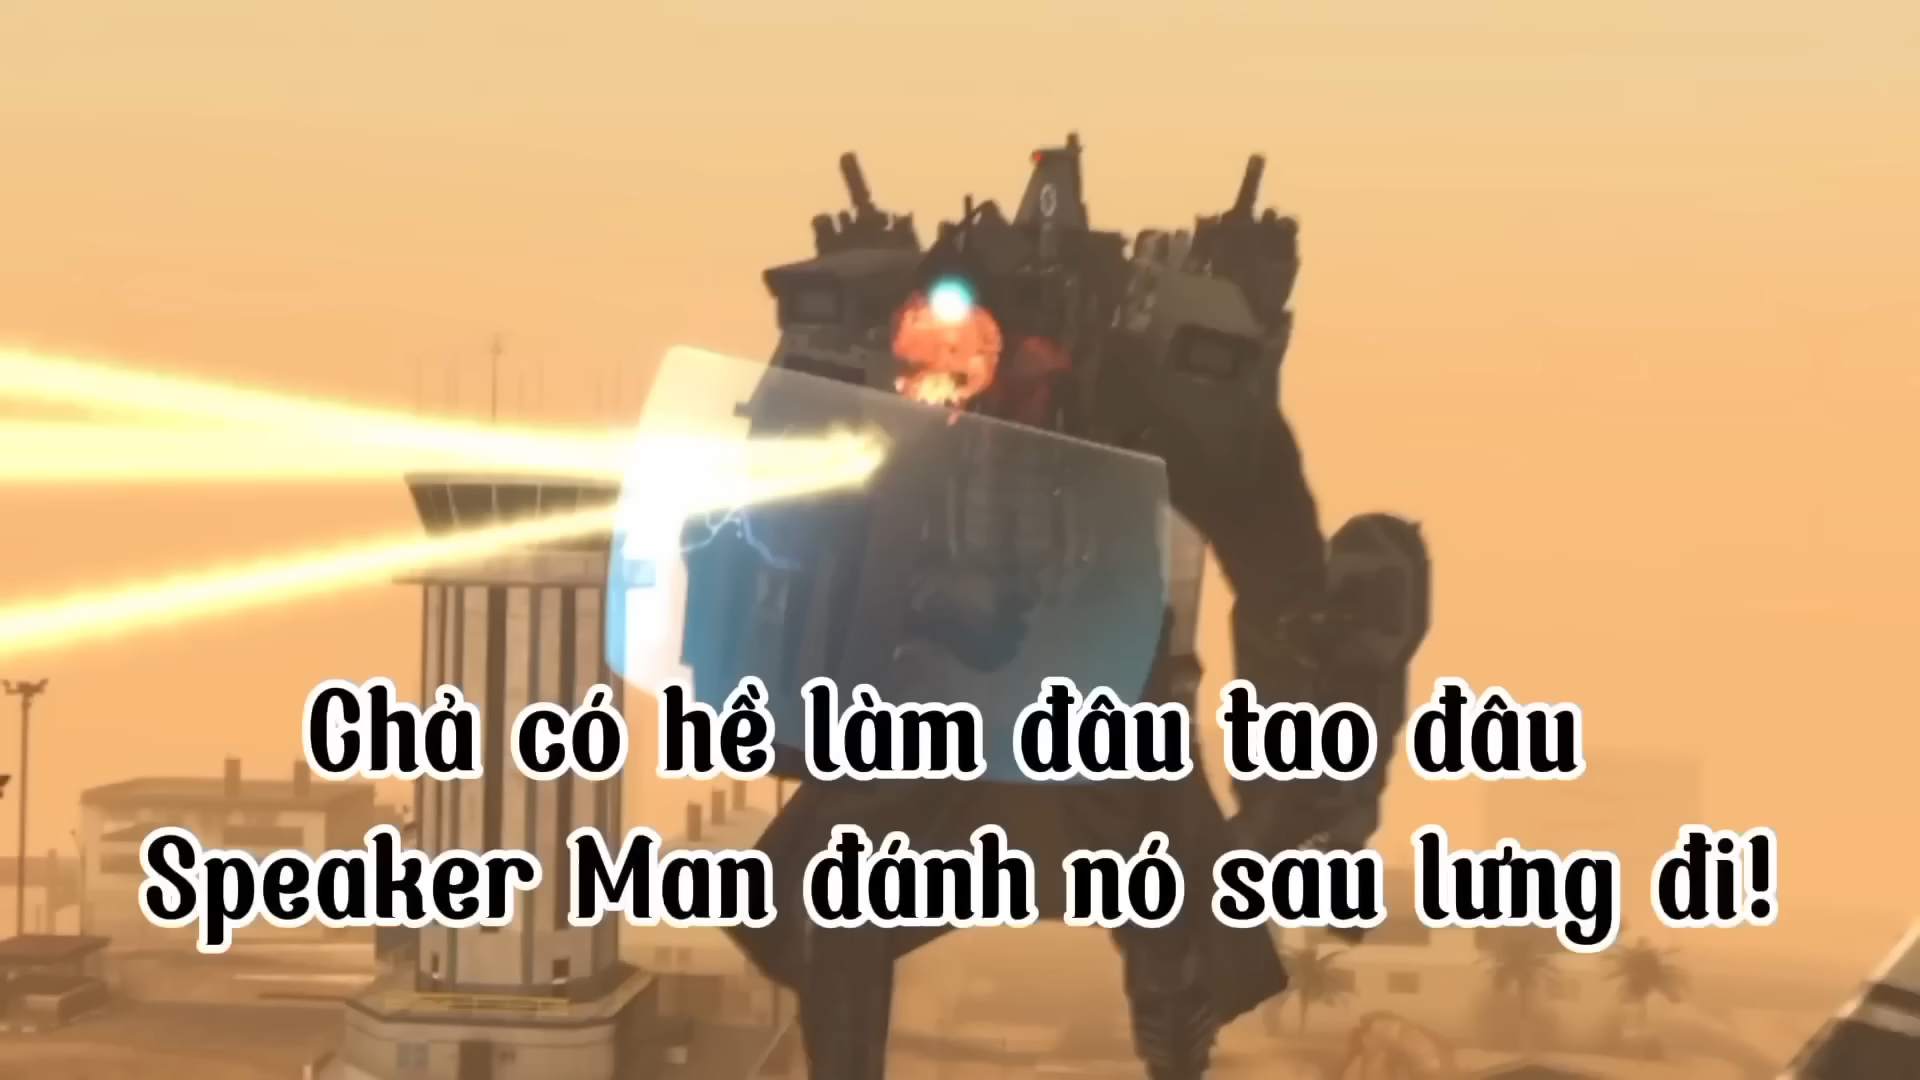 Chả có hề làm đâu tao đâu
Speaker Man đánh nó sau lưng đi!